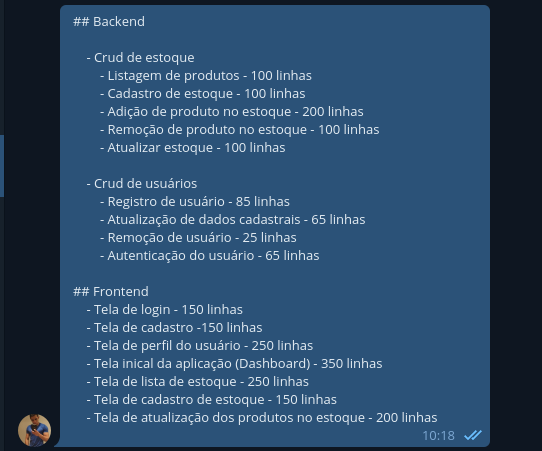 ## Backend
- Crud de estoque
- Listagem de produtos - 100 linhas
- Cadastro de estoque - 100 linhas
- Adição de produto no estoque - 200 linhas
- Remoção de produto no estoque - 100 linhas
- Atualizar estoque - 100 linhas
- Crud de usuários
- Registro de usuário - 85 linhas
- Atualização de dados cadastrais - 65 linhas
- Remoção de usuário - 25 linhas
- Autenticação do usuário - 65 linhas
## Frontend
- Tela de login - 150 linhas
- Tela de cadastro -150 linhas
- Tela de perfil do usuário - 250 linhas
- Tela inical da aplicação (Dashboard) - 350 linhas
- Tela de lista de estoque - 250 linhas
- Tela de cadastro de estoque - 150 linhas
- Tela de atualização dos produtos no estoque - 200 linhas
10:18